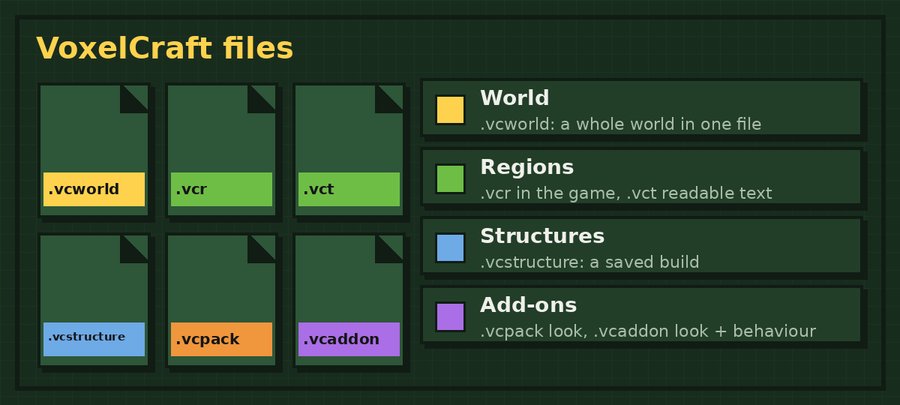 VoxelCraft files
.vcworld
.vcr
.vct
.vcstructure
.vcpack
.vcaddon
World
.vcworld: a whole world in one file
Regions
.vcr in the game, .vct readable text
Structures
.vcstructure: a saved build
Add-ons
.vcpack look, .vcaddon look + behaviour